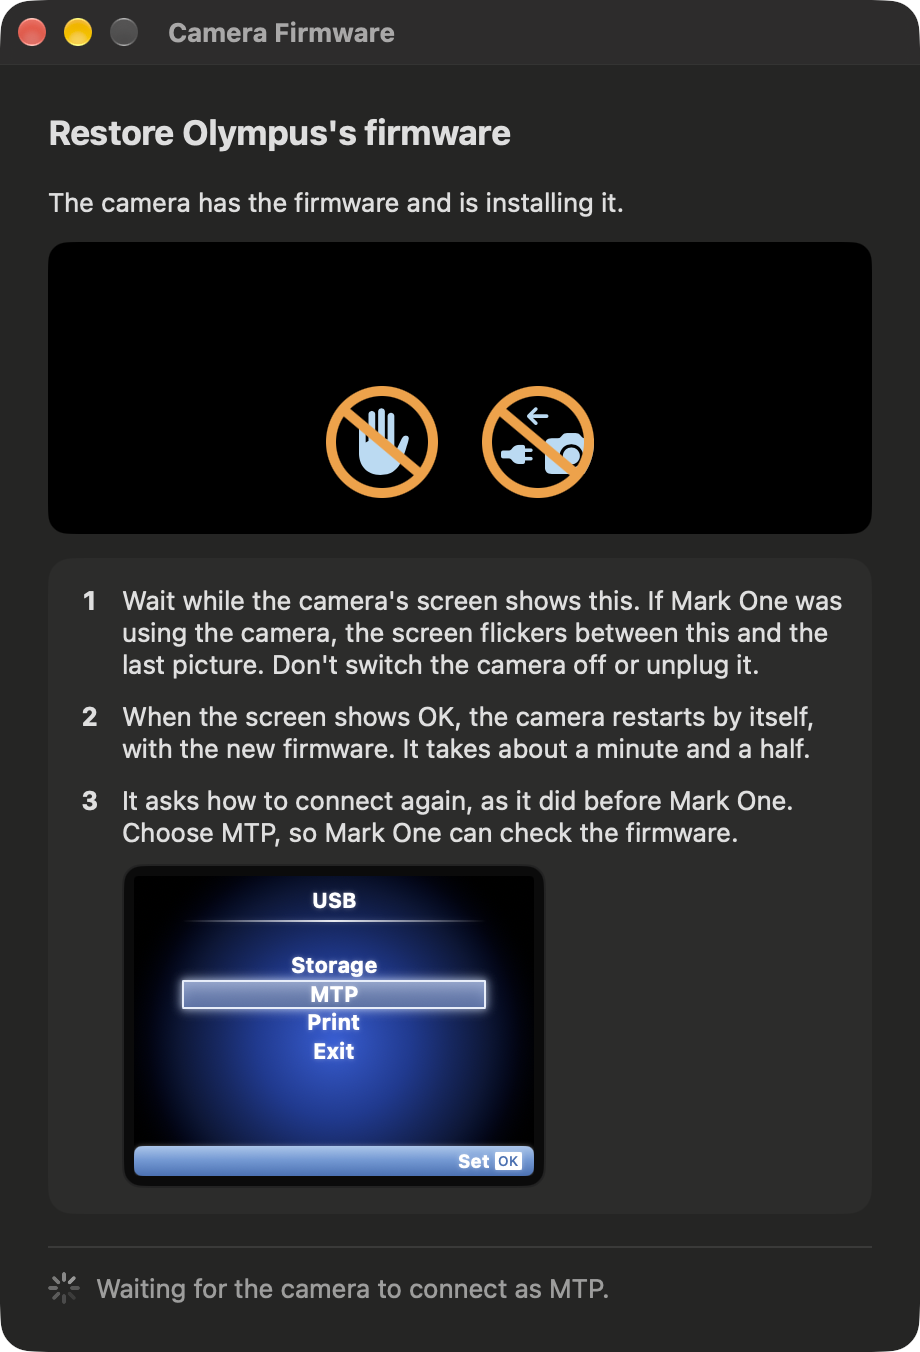 Camera Firmware
Restore Olympus's firmware
The camera has the firmware and is installing it.
1 Wait while the camera's screen shows this. If Mark One was
using the camera, the screen flickers between this and the
last picture. Don't switch the camera off or unplug it.
2 When the screen shows OK, the camera restarts by itself,
with the new firmware. It takes about a minute and a half.
3 It asks how to connect again, as it did before Mark One.
Choose MTP, so Mark One can check the firmware.
USB
Storage
MTP
Print
Exit
Set OK
Waiting for the camera to connect as MTP.